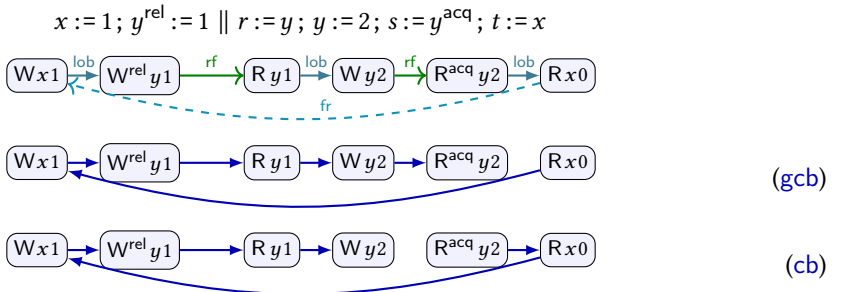 x := 1; y^rel := 1 ∥ r := y; y := 2; s := y^acq; t := x
lob rf lob rf lob
Wx1 W^rel y1 Ry1 Wy2 R^acq y2 Rx0
fr
Wx1 W^rel y1 Ry1 Wy2 R^acq y2 Rx0 (gcb)
Wx1 W^rel y1 Ry1 Wy2 R^acq y2 Rx0 (cb)